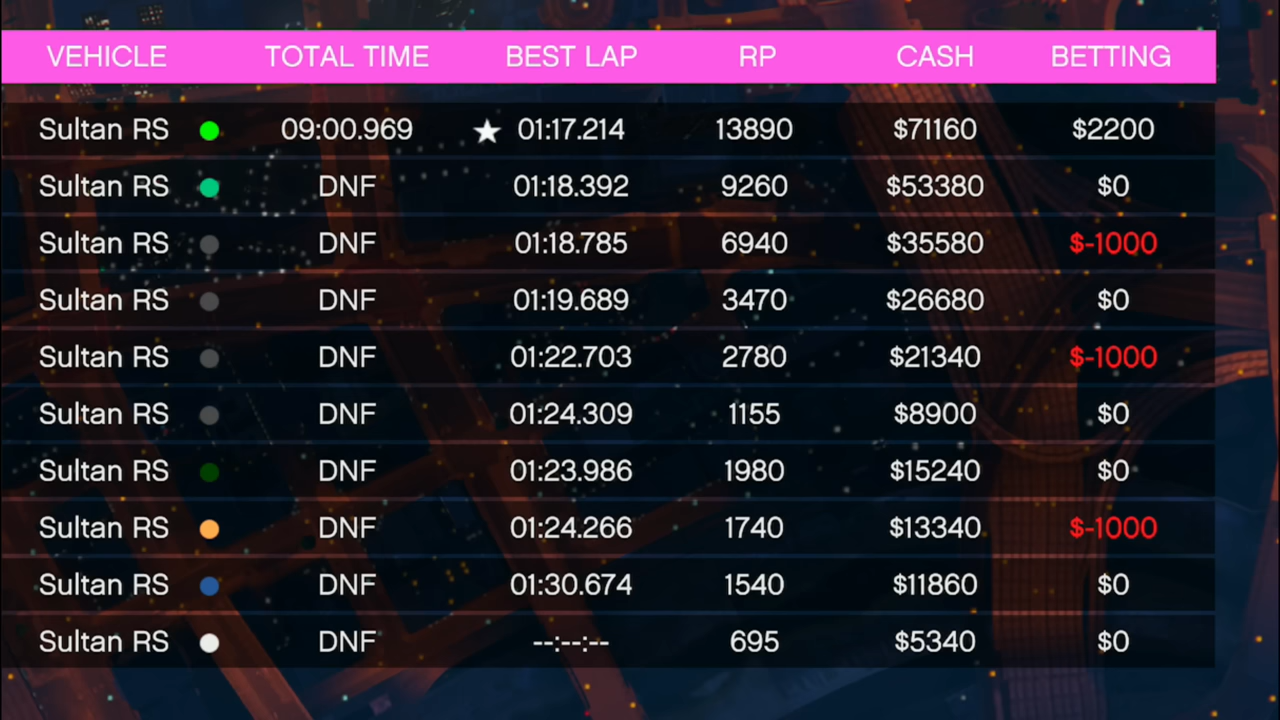 VEHICLE TOTAL TIME BEST LAP RP CASH BETTING
Sultan RS 09:00.969 01:17.214 13890 $71160 $2200
Sultan RS DNF 01:18.392 9260 $53380 $0
Sultan RS DNF 01:18.785 6940 $35580 $-1000
Sultan RS DNF 01:19.689 3470 $26680 $0
Sultan RS DNF 01:22.703 2780 $21340 $-1000
Sultan RS DNF 01:24.309 1155 $8900 $0
Sultan RS DNF 01:23.986 1980 $15240 $0
Sultan RS DNF 01:24.266 1740 $13340 $-1000
Sultan RS DNF 01:30.674 1540 $11860 $0
Sultan RS DNF --:--:-- 695 $5340 $0